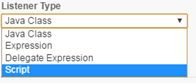 Listener Type
Java Class
Java Class
Expression
Delegate Expression
Script